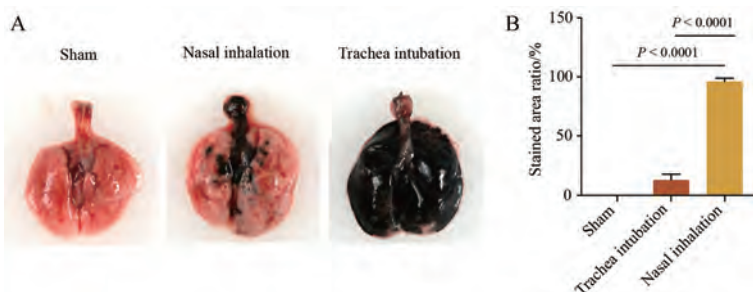 A
Sham
Nasal inhalation
Trachea intubation
B
P < 0.0001
P < 0.0001
150
100
50
0
Stained area ratio/%
Sham
Trachea intubation
Nasal inhalation